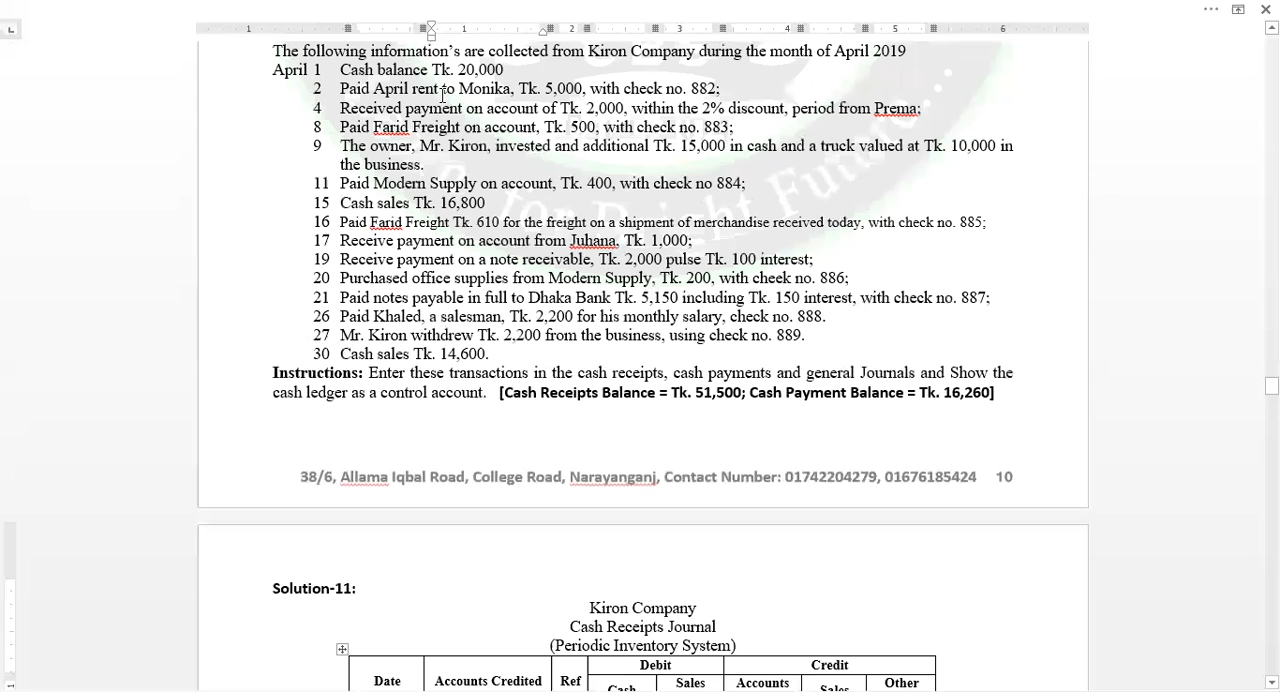 The following information’s are collected from Kiron Company during the month of April 2019
April 1 Cash balance Tk. 20,000
2 Paid April rent to Monika, Tk. 5,000, with check no. 882;
4 Received payment on account of Tk. 2,000, within the 2% discount, period from Prema;
8 Paid Farid Freight on account, Tk. 500, with check no. 883;
9 The owner, Mr. Kiron, invested and additional Tk. 15,000 in cash and a truck valued at Tk. 10,000 in
the business.
11 Paid Modern Supply on account, Tk. 400, with check no 884;
15 Cash sales Tk. 16,800
16 Paid Farid Freight Tk. 610 for the freight on a shipment of merchandise received today, with check no. 885;
17 Receive payment on account from Juhana, Tk. 1,000;
19 Receive payment on a note receivable, Tk. 2,000 pulse Tk. 100 interest;
20 Purchased office supplies from Modern Supply, Tk. 200, with cheek no. 886;
21 Paid notes payable in full to Dhaka Bank Tk. 5,150 including Tk. 150 interest, with check no. 887;
26 Paid Khaled, a salesman, Tk. 2,200 for his monthly salary, check no. 888.
27 Mr. Kiron withdrew Tk. 2,200 from the business, using check no. 889.
30 Cash sales Tk. 14,600.
Instructions: Enter these transactions in the cash receipts, cash payments and general Journals and Show the
cash ledger as a control account. [Cash Receipts Balance = Tk. 51,500; Cash Payment Balance = Tk. 16,260]
38/6, Allama Iqbal Road, College Road, Narayanganj, Contact Number: 01742204279, 01676185424 10
Solution-11:
Kiron Company
Cash Receipts Journal
(Periodic Inventory System)
Debit Credit
Date Accounts Credited Ref Cash Sales Accounts Sales Other